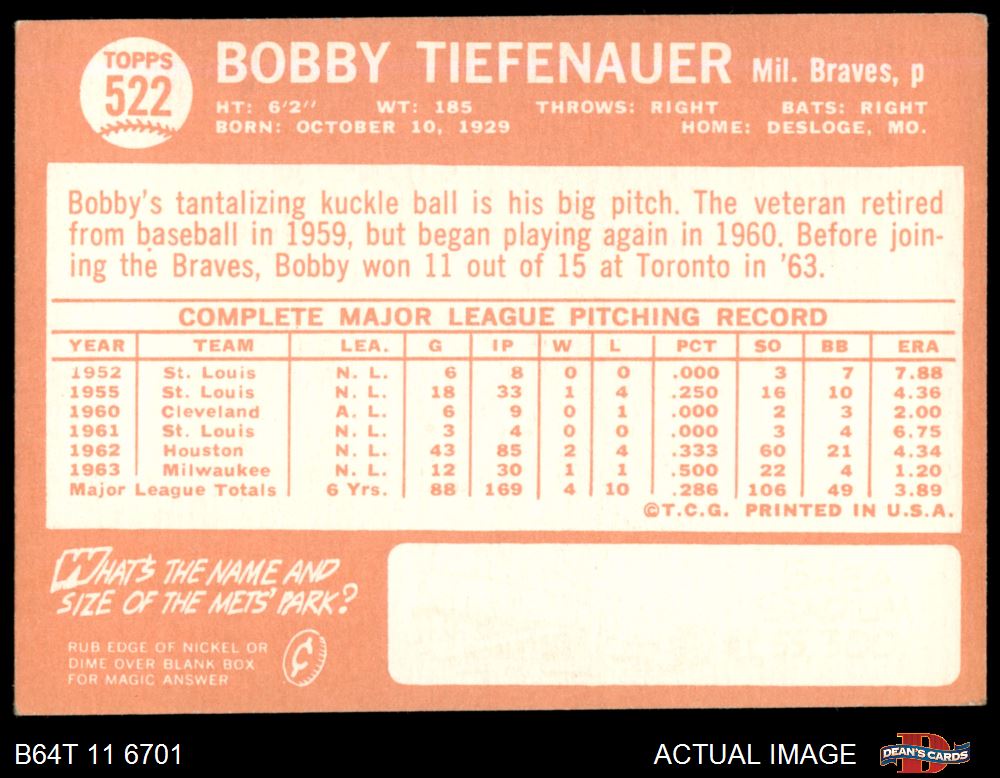 TOPPS
522
BOBBY TIEFENAUER Mil. Braves, p
HT: 6'2" WT: 185 THROWS: RIGHT BATS: RIGHT
BORN: OCTOBER 10, 1929 HOME: DESLOGE, MO.
Bobby's tantalizing kuckle ball is his big pitch. The veteran retired
from baseball in 1959, but began playing again in 1960. Before join-
ing the Braves, Bobby won 11 out of 15 at Toronto in '63.
COMPLETE MAJOR LEAGUE PITCHING RECORD
YEAR TEAM LEA. G IP W L PCT SO BB ERA
1952 St. Louis N. L. 6 8 0 0 .000 3 7 7.88
1955 St. Louis N. L. 18 33 1 4 .250 16 10 4.36
1960 Cleveland A. L. 6 9 0 1 .000 2 3 2.00
1961 St. Louis N. L. 3 4 0 0 .000 3 4 6.75
1962 Houston N. L. 43 85 2 4 .333 60 21 4.34
1963 Milwaukee N. L. 12 30 1 1 .500 22 4 1.20
Major League Totals 6 Yrs. 88 169 4 10 .286 106 49 3.89
©T.C.G. PRINTED IN U.S.A.
WHAT'S THE NAME AND
SIZE OF THE METS' PARK?
RUB EDGE OF NICKEL OR
DIME OVER BLANK BOX
FOR MAGIC ANSWER
¢
B64T 11 6701 ACTUAL IMAGE DEAN'S CARDS